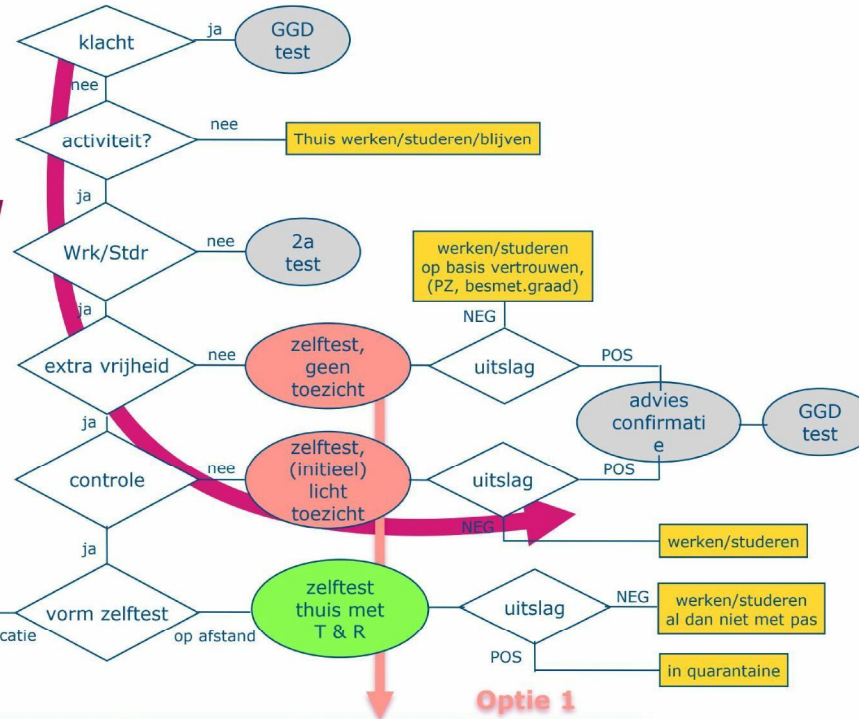 klacht
ja
GGD
test
nee
activiteit?
nee
Thuis werken/studeren/blijven
ja
Wrk/Stdr
nee
2a
test
werken/studeren
op basis vertrouwen,
(PZ, besmet.graad)
ja
NEG
extra vrijheid
nee
zelftest,
geen
toezicht
uitslag
POS
advies
confirmati
e
GGD
test
ja
controle
nee
zelftest,
(initieel)
licht
toezicht
uitslag
POS
NEG
werken/studeren
ja
vorm zelftest
catie
op afstand
zelftest
thuis met
T & R
uitslag
NEG
werken/studeren
al dan niet met pas
POS
in quarantaine
Optie 1